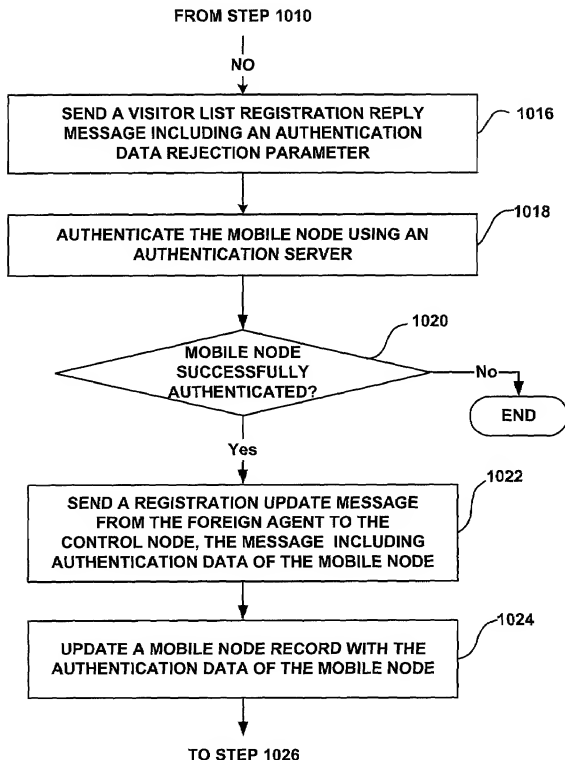 FROM STEP 1010
NO
SEND A VISITOR LIST REGISTRATION REPLY
MESSAGE INCLUDING AN AUTHENTICATION
DATA REJECTION PARAMETER
1016
1018
AUTHENTICATE THE MOBILE NODE USING AN
AUTHENTICATION SERVER
1020
MOBILE NODE
SUCCESSFULLY
AUTHENTICATED?
No
END
Yes
1022
SEND A REGISTRATION UPDATE MESSAGE
FROM THE FOREIGN AGENT TO THE
CONTROL NODE, THE MESSAGE INCLUDING
AUTHENTICATION DATA OF THE MOBILE NODE
1024
UPDATE A MOBILE NODE RECORD WITH THE
AUTHENTICATION DATA OF THE MOBILE NODE
TO STEP 1026